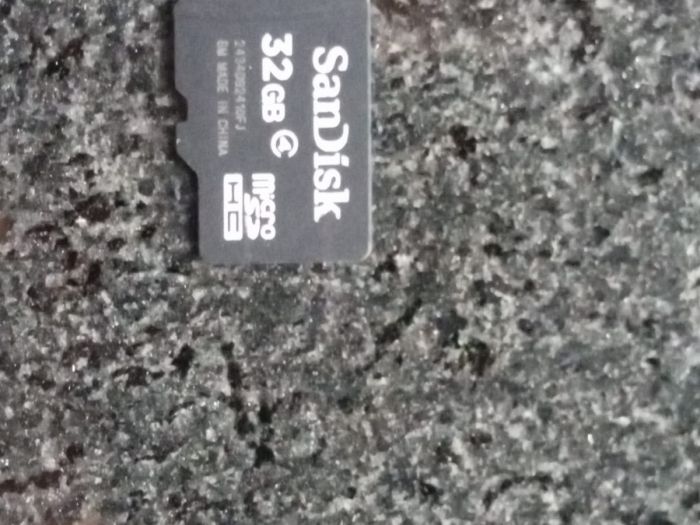 SanDisk
32GB 4
micro
SD
HC
MADE IN CHINA